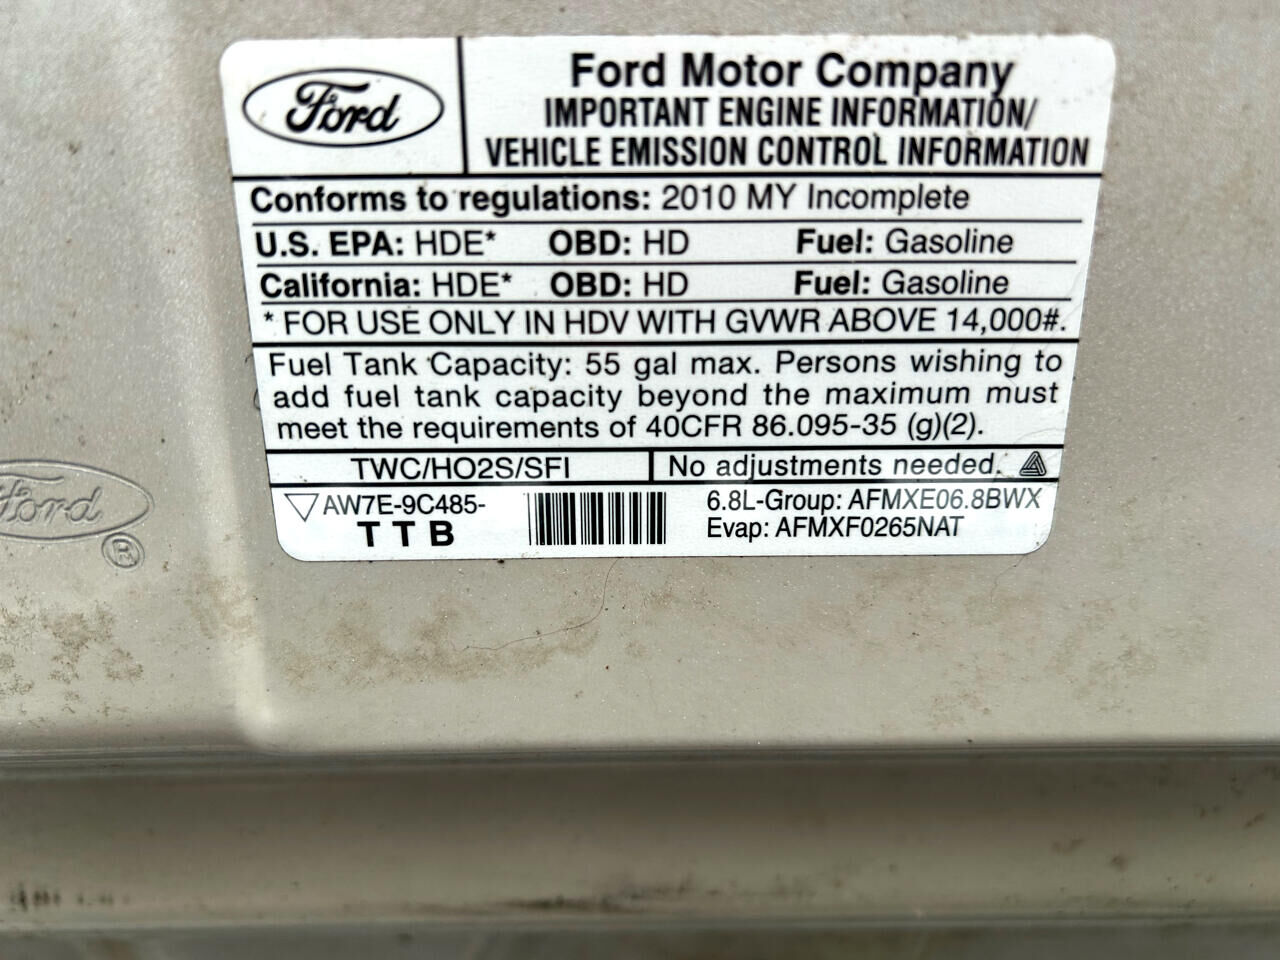 Ford
Ford Motor Company
IMPORTANT ENGINE INFORMATION/
VEHICLE EMISSION CONTROL INFORMATION
Conforms to regulations: 2010 MY Incomplete
U.S. EPA: HDE* OBD: HD Fuel: Gasoline
California: HDE* OBD: HD Fuel: Gasoline
* FOR USE ONLY IN HDV WITH GVWR ABOVE 14,000#.
Fuel Tank Capacity: 55 gal max. Persons wishing to
add fuel tank capacity beyond the maximum must
meet the requirements of 40CFR 86.095-35 (g)(2).
TWC/HO2S/SFI No adjustments needed.
AW7E-9C485- 6.8L-Group: AFMXE06.8BWX
TTB Evap: AFMXF0265NAT
Ford
®